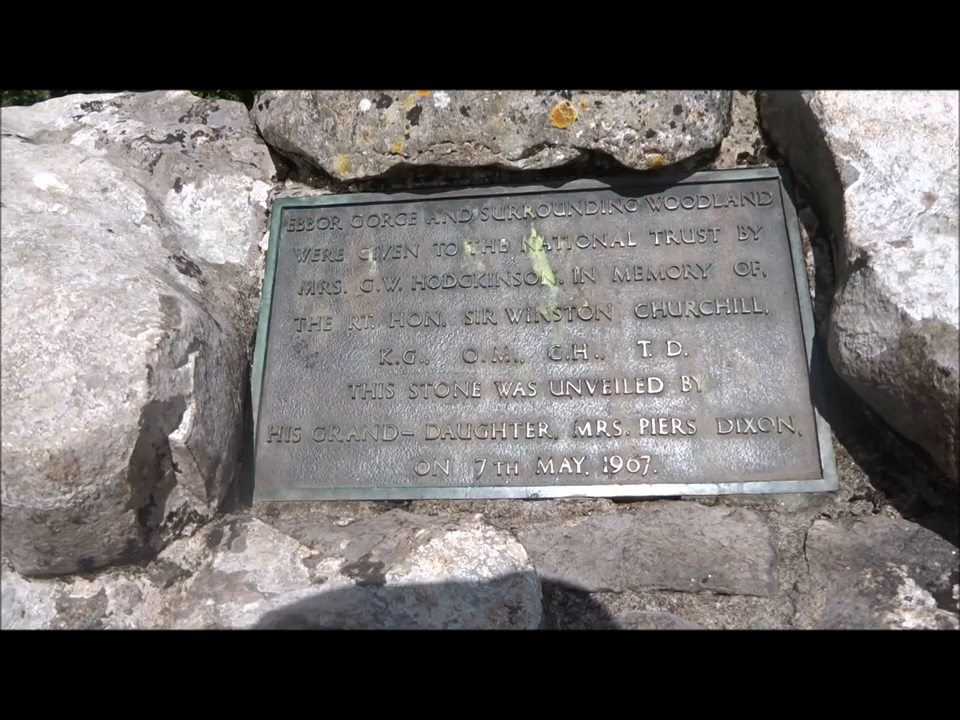 EBBOR GORGE AND SURROUNDING WOODLAND
WERE GIVEN TO THE NATIONAL TRUST BY
MRS. G.W. HODGKINSON. IN MEMORY OF,
THE RT. HON. SIR WINSTON CHURCHILL,
K.G., O.M., C.H., T.D.
THIS STONE WAS UNVEILED BY
HIS GRAND-DAUGHTER, MRS. PIERS DIXON,
ON 7TH MAY. 1967.